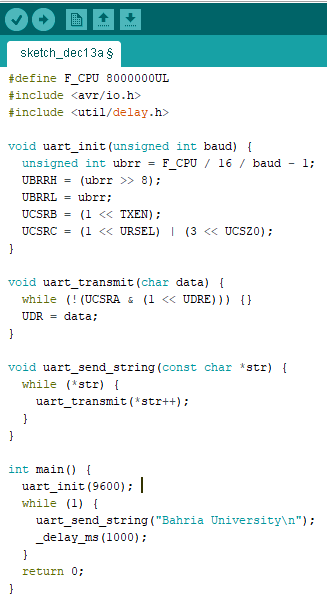 sketch_dec13a §
#define F_CPU 8000000UL
#include <avr/io.h>
#include <util/delay.h>

void uart_init(unsigned int baud) {
  unsigned int ubrr = F_CPU / 16 / baud - 1;
  UBRRH = (ubrr >> 8);
  UBRRL = ubrr;
  UCSRB = (1 << TXEN);
  UCSRC = (1 << URSEL) | (3 << UCSZ0);
}

void uart_transmit(char data) {
  while (!(UCSRA & (1 << UDRE))) {}
  UDR = data;
}

void uart_send_string(const char *str) {
  while (*str) {
    uart_transmit(*str++);
  }
}

int main() {
  uart_init(9600);
  while (1) {
    uart_send_string("Bahria University\n");
    _delay_ms(1000);
  }
  return 0;
}